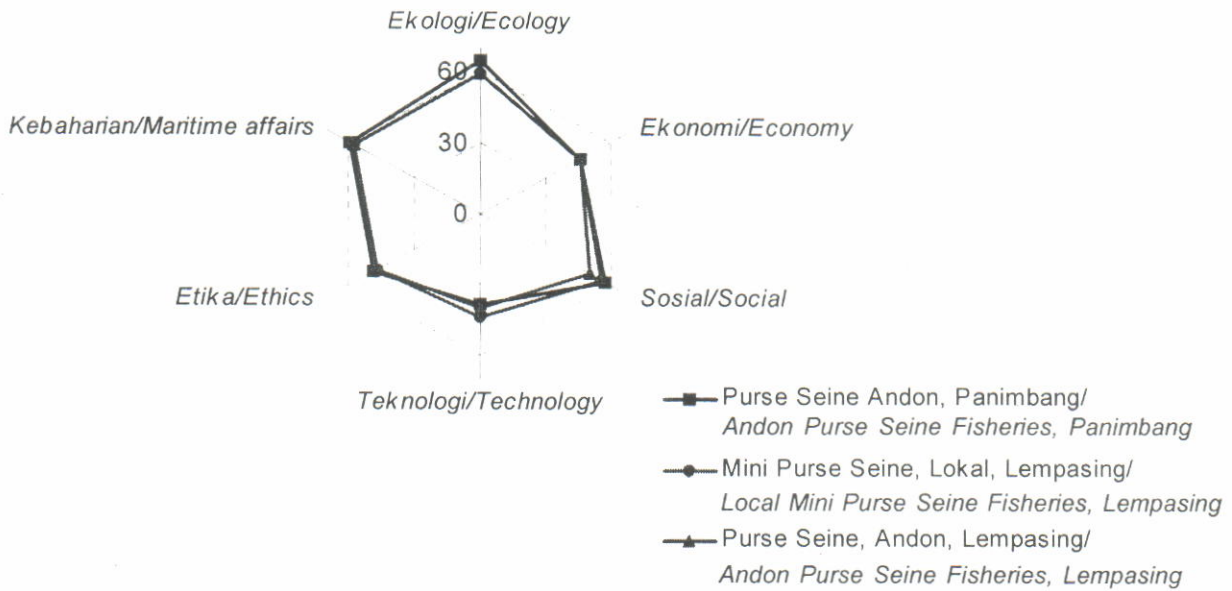 Ekologi/Ecology
60
Kebaharian/Maritime affairs
Ekonomi/Economy
30
0
Etika/Ethics
Sosial/Social
Teknologi/Technology
Purse Seine Andon, Panimbang/
Andon Purse Seine Fisheries, Panimbang
Mini Purse Seine, Lokal, Lempasing/
Local Mini Purse Seine Fisheries, Lempasing
Purse Seine, Andon, Lempasing/
Andon Purse Seine Fisheries, Lempasing